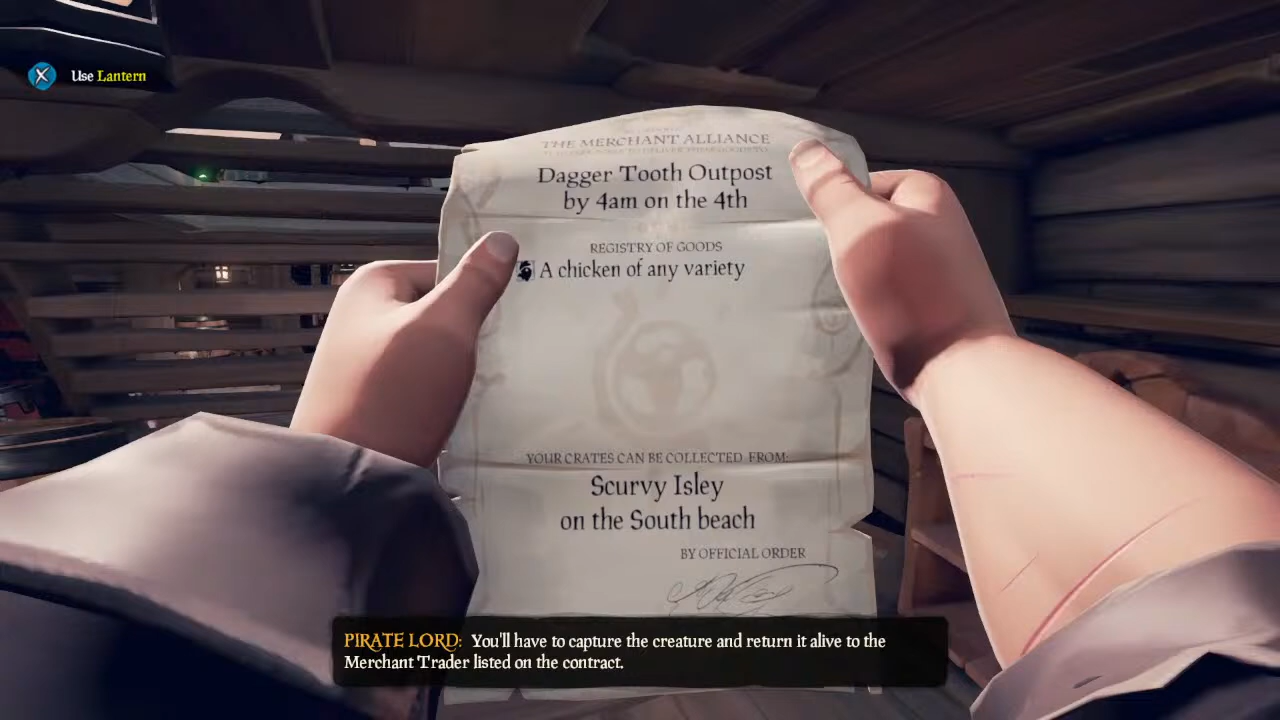 Use Lantern
THE MERCHANT ALLIANCE
Dagger Tooth Outpost
by 4am on the 4th
REGISTRY OF GOODS
A chicken of any variety
YOUR CRATES CAN BE COLLECTED FROM:
Scurvy Isley
on the South beach
BY OFFICIAL ORDER
PIRATE LORD: You'll have to capture the creature and return it alive to the
Merchant Trader listed on the contract.